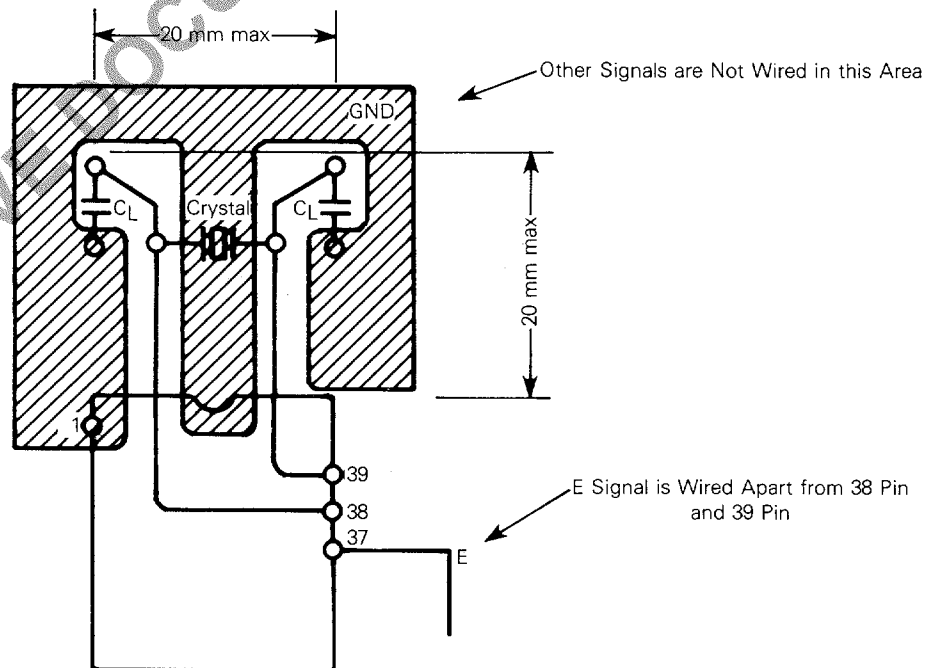 20 mm max
Other Signals are Not Wired in this Area
GND
CL
Crystal
CL
20 mm max
1
39
38
37
E
E Signal is Wired Apart from 38 Pin
and 39 Pin